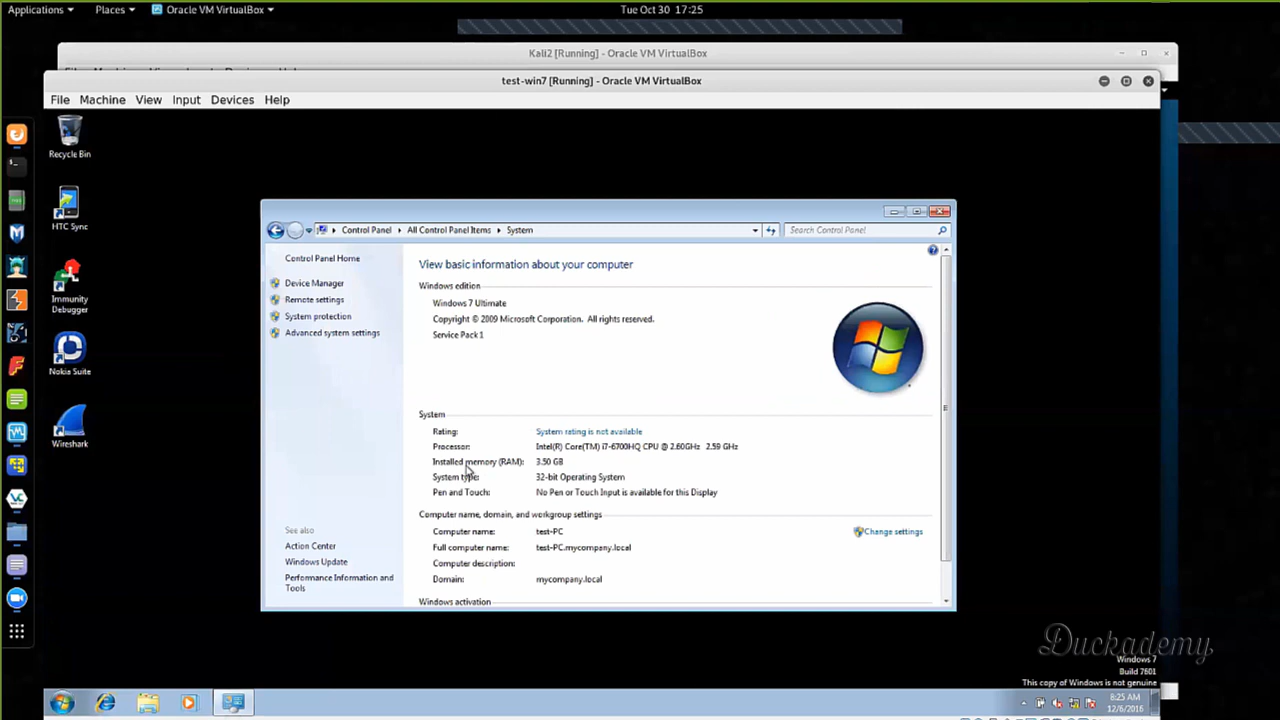 Applications Places Oracle VM VirtualBox Tue Oct 30 17:25
Kali2 [Running] - Oracle VM VirtualBox
test-win7 [Running] - Oracle VM VirtualBox
File Machine View Input Devices Help
Recycle Bin
HTC Sync
Immunity
Debugger
Nokia Suite
Wireshark
Control Panel All Control Panel Items System
Search Control Panel
Control Panel Home
Device Manager
Remote settings
System protection
Advanced system settings
See also
Action Center
Windows Update
Performance Information and
Tools
View basic information about your computer
Windows edition
Windows 7 Ultimate
Copyright © 2009 Microsoft Corporation. All rights reserved.
Service Pack 1
System
Rating: System rating is not available
Processor: Intel(R) Core(TM) i7-6700HQ CPU @ 2.60GHz 2.59 GHz
Installed memory (RAM): 3.50 GB
System type: 32-bit Operating System
Pen and Touch: No Pen or Touch Input is available for this Display
Computer name, domain, and workgroup settings
Computer name: test-PC
Change settings
Full computer name: test-PC.mycompany.local
Computer description:
Domain: mycompany.local
Windows activation
Duckademy
Windows 7
Build 7601
This copy of Windows is not genuine
8:25 AM
12/6/2016